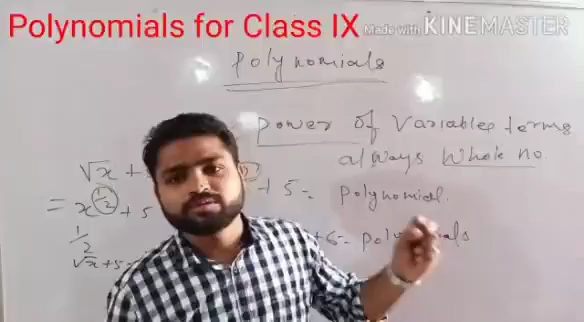 Polynomials for Class IX
Made with KINEMASTER
Polynomials
Power of Variables terms
always whole no.
√x +
+ 5 - polynomial.
= x^1/2 + 5
1/2
+6 - polynomials
√x + 5 =